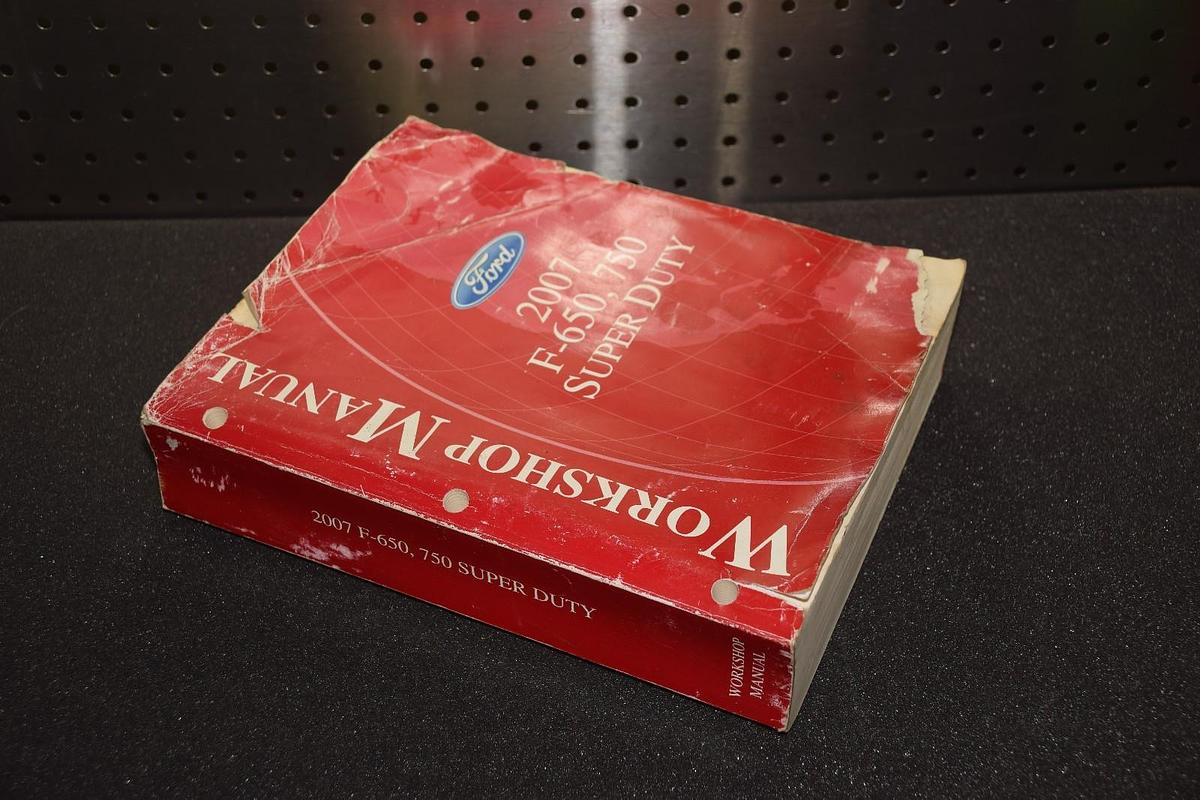 Ford
2007
F-650, 750
SUPER DUTY
WORKSHOP MANUAL
2007 F-650, 750 SUPER DUTY
WORKSHOP
MANUAL